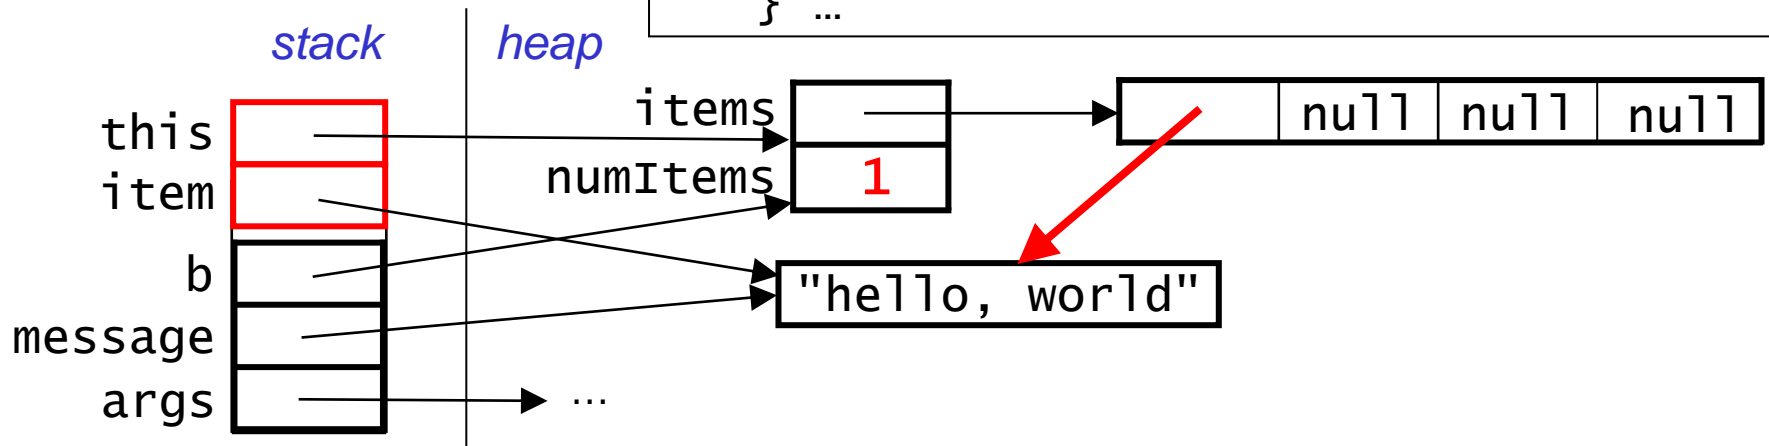 } …
stack heap
items null null null
this
numItems 1
item
b
"hello, world"
message
args …